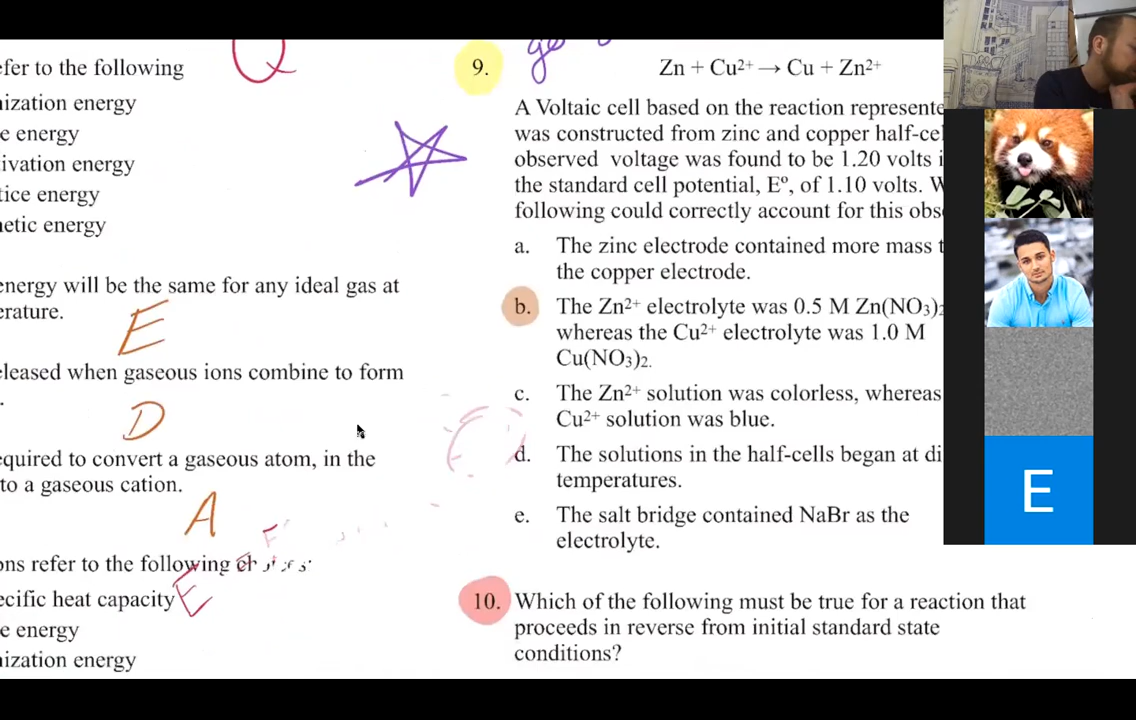 efer to the following
Q
ization energy
e energy
ivation energy
tice energy
etic energy
energy will be the same for any ideal gas at
erature.
E
eleased when gaseous ions combine to form
.
D
equired to convert a gaseous atom, in the
to a gaseous cation.
A
ons refer to the following
ecific heat capacity E
e energy
ization energy
9.
Zn + Cu²⁺ → Cu + Zn²⁺
A Voltaic cell based on the reaction represente
was constructed from zinc and copper half-ce
observed voltage was found to be 1.20 volts i
the standard cell potential, Eº, of 1.10 volts. W
following could correctly account for this obs
a. The zinc electrode contained more mass t
the copper electrode.
b. The Zn²⁺ electrolyte was 0.5 M Zn(NO₃)₂
whereas the Cu²⁺ electrolyte was 1.0 M
Cu(NO₃)₂.
c. The Zn²⁺ solution was colorless, whereas
Cu²⁺ solution was blue.
d. The solutions in the half-cells began at di
temperatures.
e. The salt bridge contained NaBr as the
electrolyte.
10. Which of the following must be true for a reaction that
proceeds in reverse from initial standard state
conditions?
E